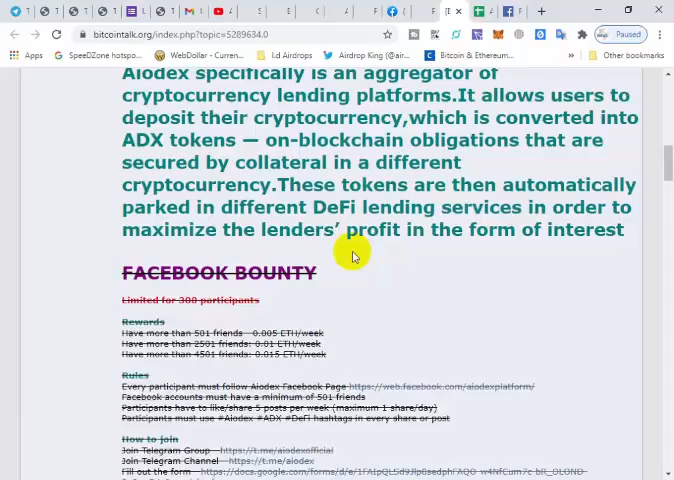 bitcointalk.org/index.php?topic=5289634.0
Paused
Apps
SpeeDZone hotspo...
WebDollar - Curren...
I.d Airdrops
Airdrop King (@air...
Bitcoin & Ethereum...
»
Other bookmarks
Aiodex specifically is an aggregator of
cryptocurrency lending platforms.It allows users to
deposit their cryptocurrency,which is converted into
ADX tokens — on-blockchain obligations that are
secured by collateral in a different
cryptocurrency.These tokens are then automatically
parked in different DeFi lending services in order to
maximize the lenders’ profit in the form of interest
FACEBOOK BOUNTY
Limited for 300 participants
Rewards
Have more than 501 friends 0.005 ETH/week
Have more than 2501 friends: 0.01 ETH/week
Have more than 4501 friends: 0.015 ETH/week
Rules
Every participant must follow Aiodex Facebook Page https://web.facebook.com/aiodexplatform/
Facebook accounts must have a minimum of 501 friends
Participants have to like/share 5 posts per week (maximum 1 share/day)
Participants must use #Aiodex #ADX #DeFi hashtags in every share or post
How to join
Join Telegram Group - https://t.me/aiodexofficial
Join Telegram Channel - https://t.me/aiodex
Fill out the form -